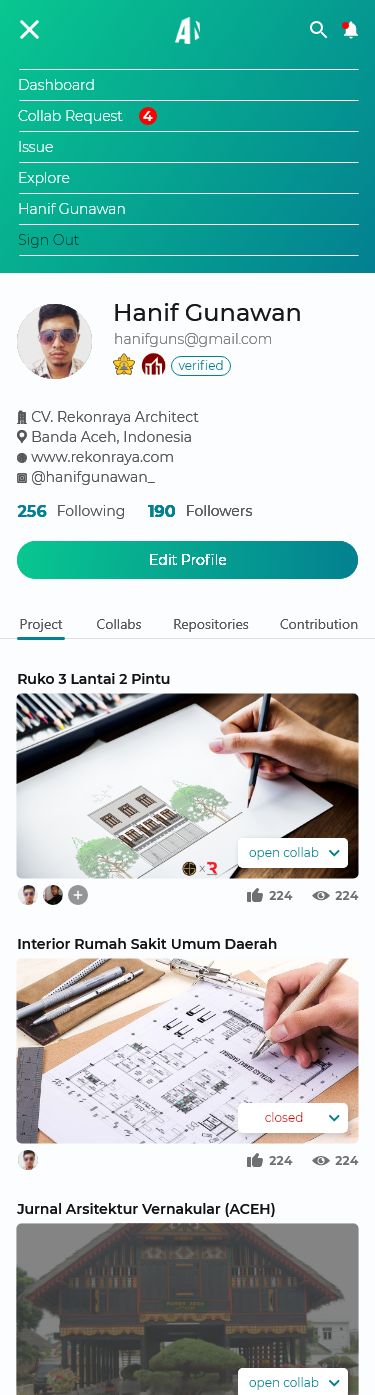 Dashboard
Collab Request 4
Issue
Explore
Hanif Gunawan
Sign Out
Hanif Gunawan
hanifguns@gmail.com
verified
CV. Rekonraya Architect
Banda Aceh, Indonesia
www.rekonraya.com
@hanifgunawan_
256 Following 190 Followers
Edit Profile
Project Collabs Repositories Contribution
Ruko 3 Lantai 2 Pintu
open collab
x R
224 224
Interior Rumah Sakit Umum Daerah
closed
224 224
Jurnal Arsitektur Vernakular (ACEH)
open collab